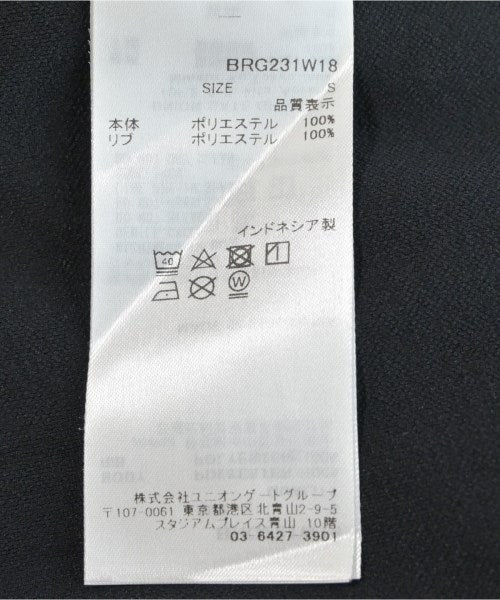 BRG231W18
SIZE S
品質表示
本体 ポリエステル 100%
リブ ポリエステル 100%
インドネシア製
40
W
株式会社ユニオンゲートグループ
〒107-0061 東京都港区北青山2-9-5
スタジアムプレイス青山 10階
03-6427-3901